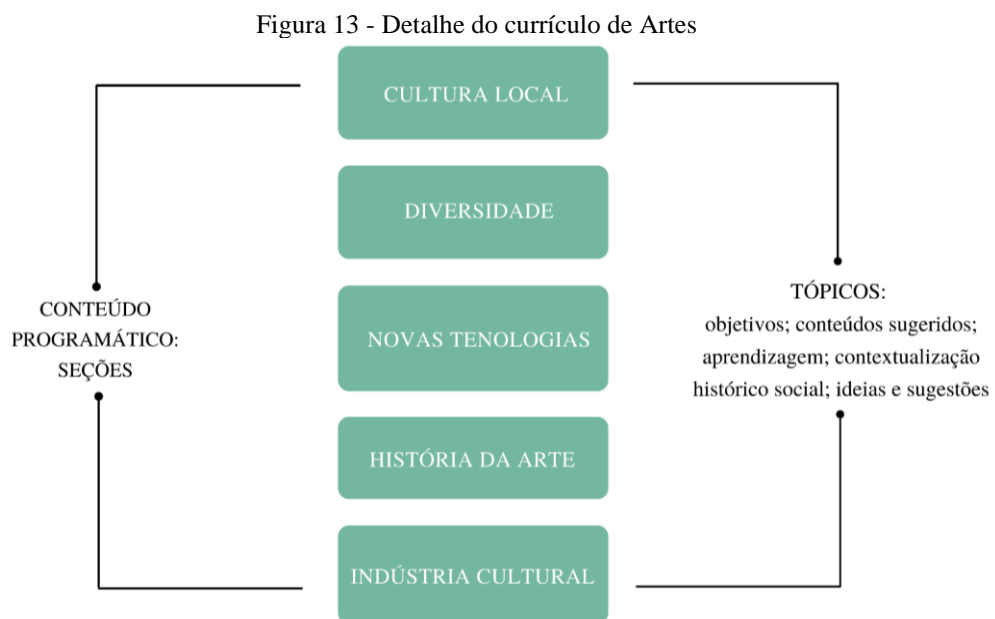 Figura 13 - Detalhe do currículo de Artes
CULTURA LOCAL
DIVERSIDADE
NOVAS TENOLOGIAS
HISTÓRIA DA ARTE
INDÚSTRIA CULTURAL
CONTEÚDO
PROGRAMÁTICO:
SEÇÕES
TÓPICOS:
objetivos; conteúdos sugeridos;
aprendizagem; contextualização
histórico social; ideias e sugestões